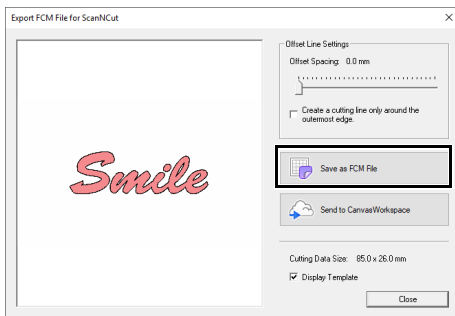 Export FCM File for ScanNCut
Offset Line Settings
Offset Spacing: 0.0 mm
Create a cutting line only around the
outermost edge.
Smile
Save as FCM File
Send to CanvasWorkspace
Cutting Data Size: 85.0 x 26.0 mm
Display Template
Close